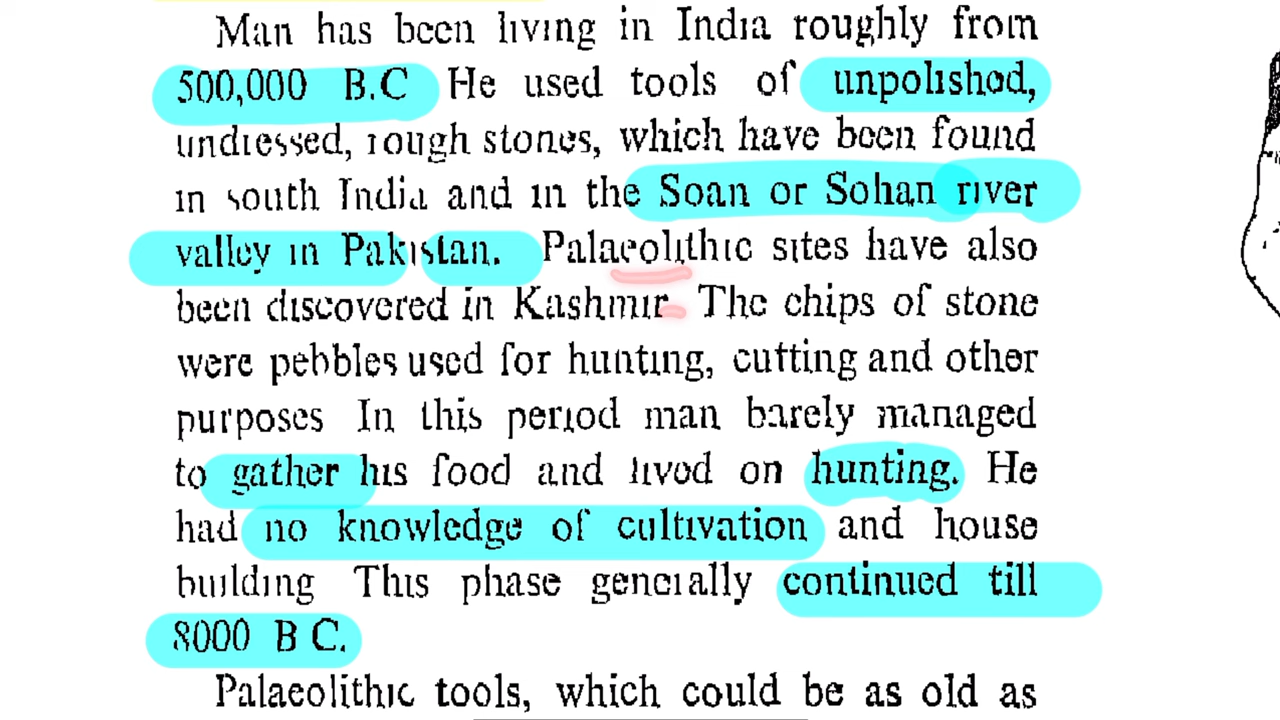 Man has been living in India roughly from
500,000 B.C He used tools of unpolished,
undressed, rough stones, which have been found
in south India and in the Soan or Sohan river
valley in Pakistan. Palaeolithic sites have also
been discovered in Kashmir. The chips of stone
were pebbles used for hunting, cutting and other
purposes In this period man barely managed
to gather his food and lived on hunting. He
had no knowledge of cultivation and house
building This phase generally continued till
8000 B C.
Palaeolithic tools, which could be as old as